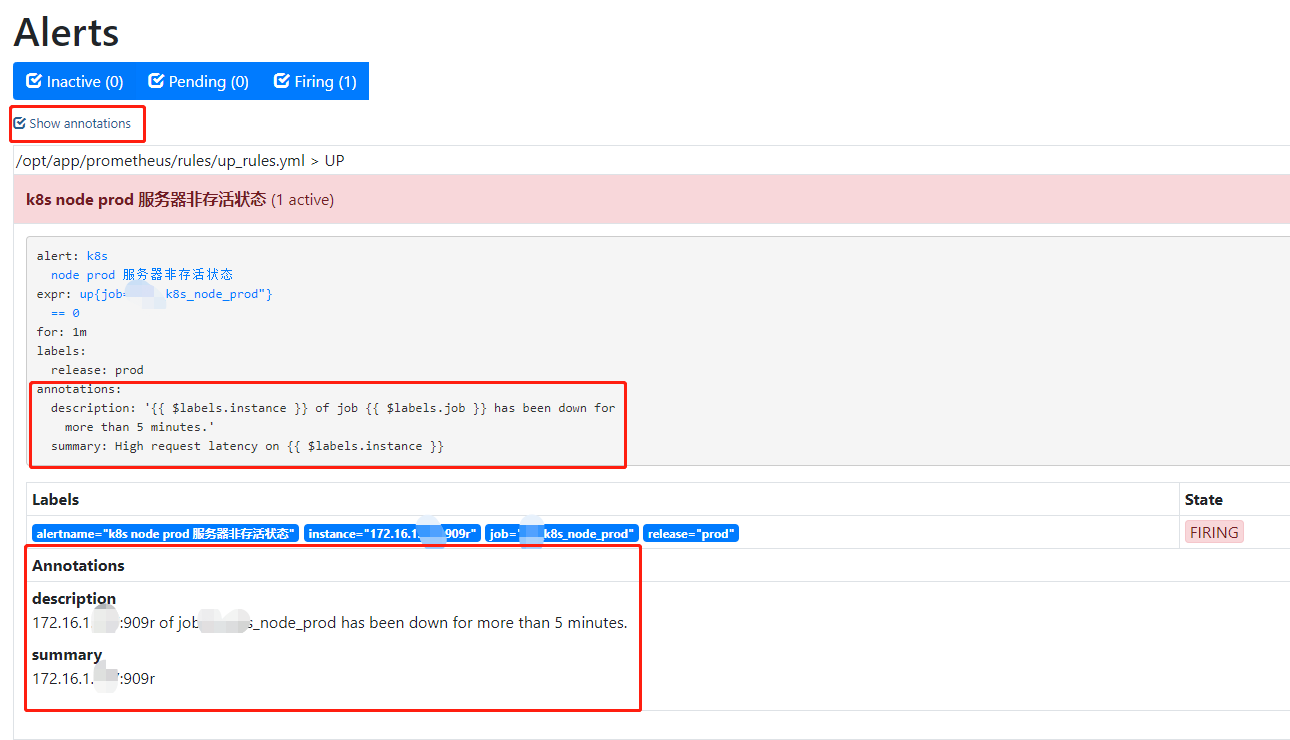 Alerts
Inactive (0) Pending (0) Firing (1)
Show annotations
/opt/app/prometheus/rules/up_rules.yml > UP
k8s node prod 服务器非存活状态 (1 active)
alert: k8s
node prod 服务器非存活状态
expr: up{job= k8s_node_prod"}
== 0
for: 1m
labels:
release: prod
annotations:
description: '{{ $labels.instance }} of job {{ $labels.job }} has been down for
more than 5 minutes.'
summary: High request latency on {{ $labels.instance }}
Labels State
alertname="k8s node prod 服务器非存活状态" instance="172.16.1. 909r" job=" k8s_node_prod" release="prod" FIRING
Annotations
description
172.16.1. :909r of job s_node_prod has been down for more than 5 minutes.
summary
172.16.1. :909r